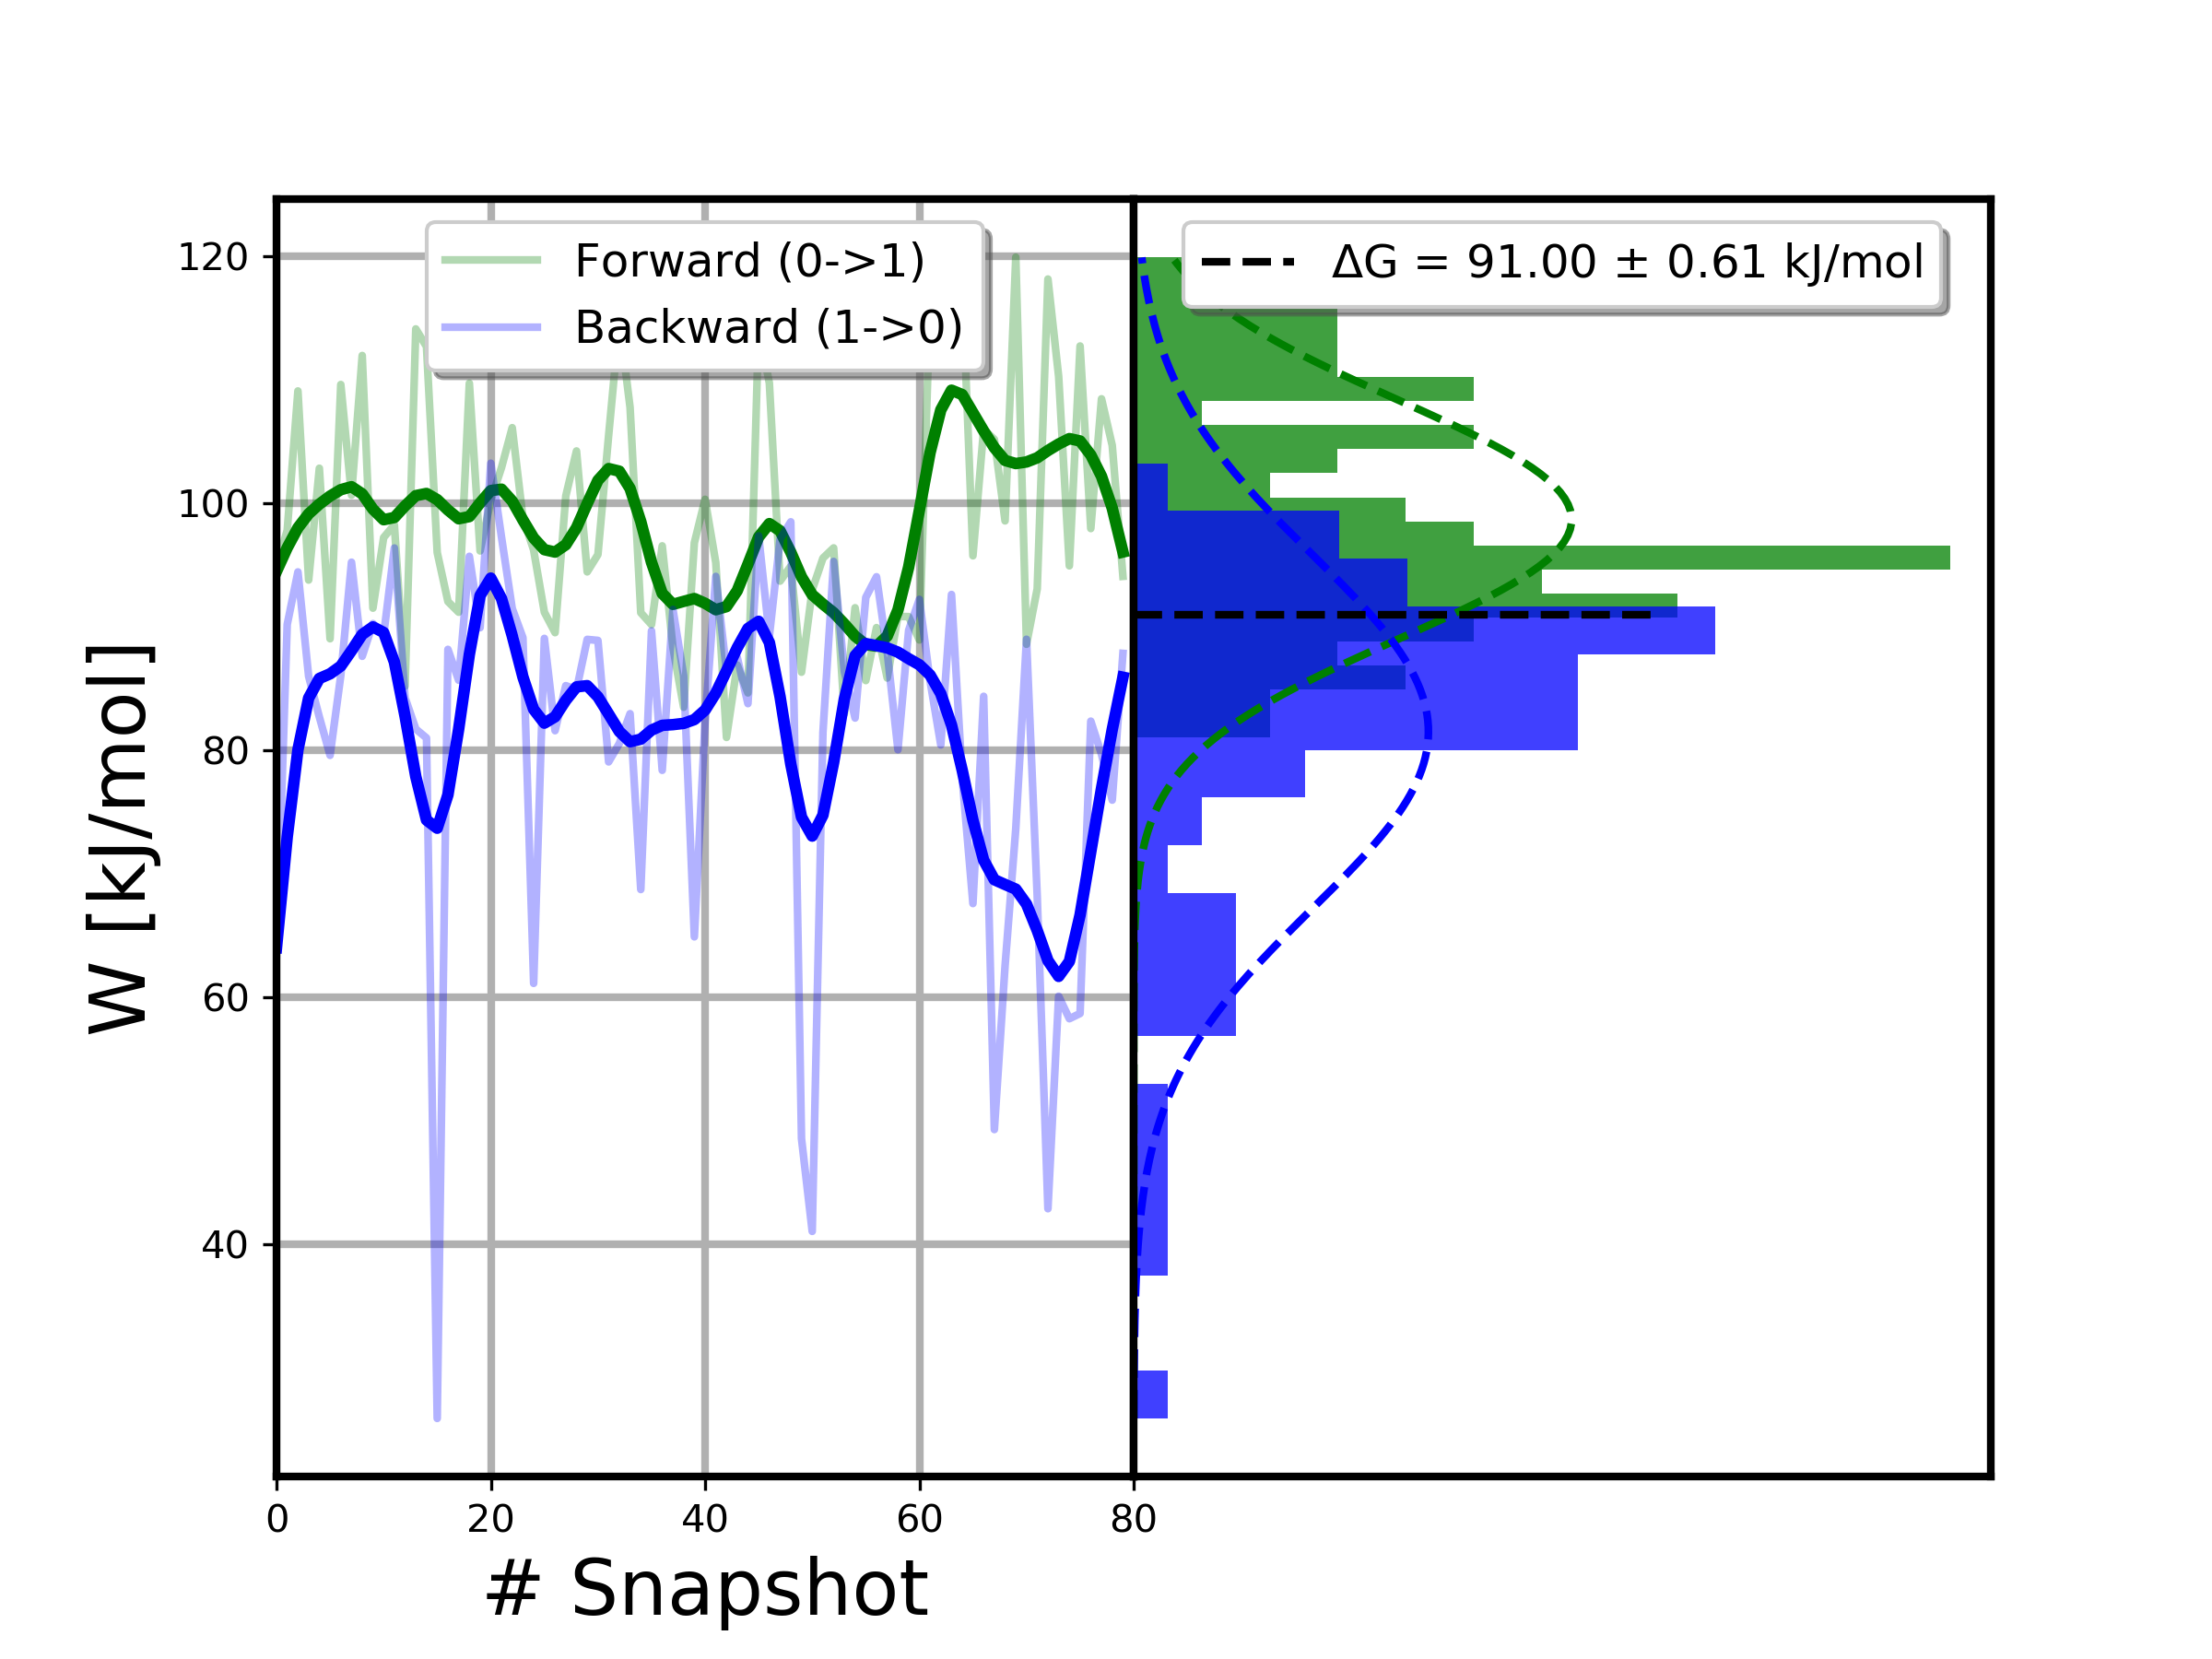 Forward (0->1)
Backward (1->0)
ΔG = 91.00 ± 0.61 kJ/mol
120
100
80
60
40
W [kJ/mol]
0
20
40
60
80
# Snapshot